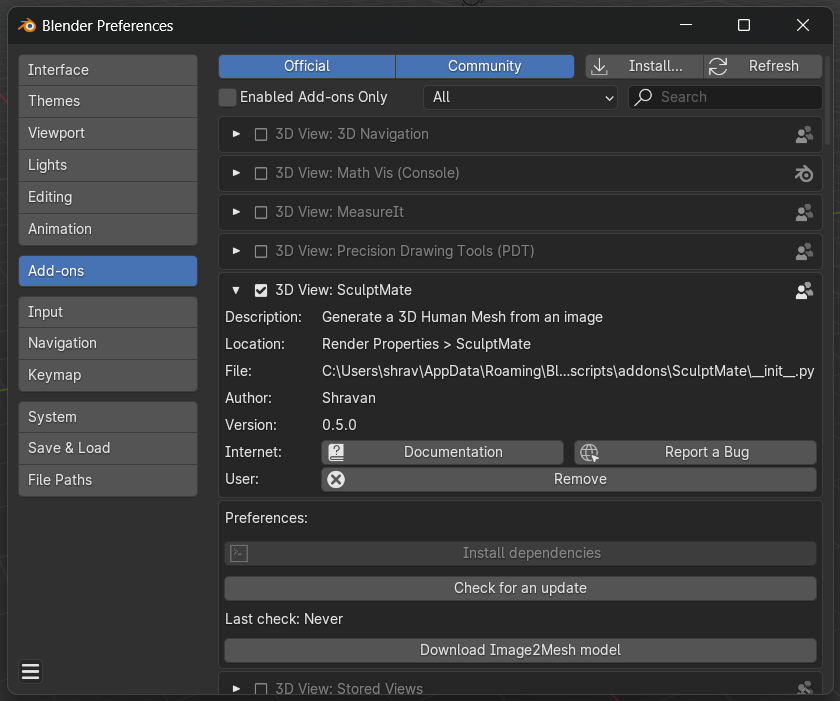 Blender Preferences
Interface
Themes
Viewport
Lights
Editing
Animation
Add-ons
Input
Navigation
Keymap
System
Save & Load
File Paths
Official Community Install... Refresh
Enabled Add-ons Only All Search
3D View: 3D Navigation
3D View: Math Vis (Console)
3D View: MeasureIt
3D View: Precision Drawing Tools (PDT)
3D View: SculptMate
Description: Generate a 3D Human Mesh from an image
Location: Render Properties > SculptMate
File: C:\Users\shrav\AppData\Roaming\Bl...scripts\addons\SculptMate\__init__.py
Author: Shravan
Version: 0.5.0
Internet: Documentation Report a Bug
User: Remove
Preferences:
Install dependencies
Check for an update
Last check: Never
Download Image2Mesh model
3D View: Stored Views